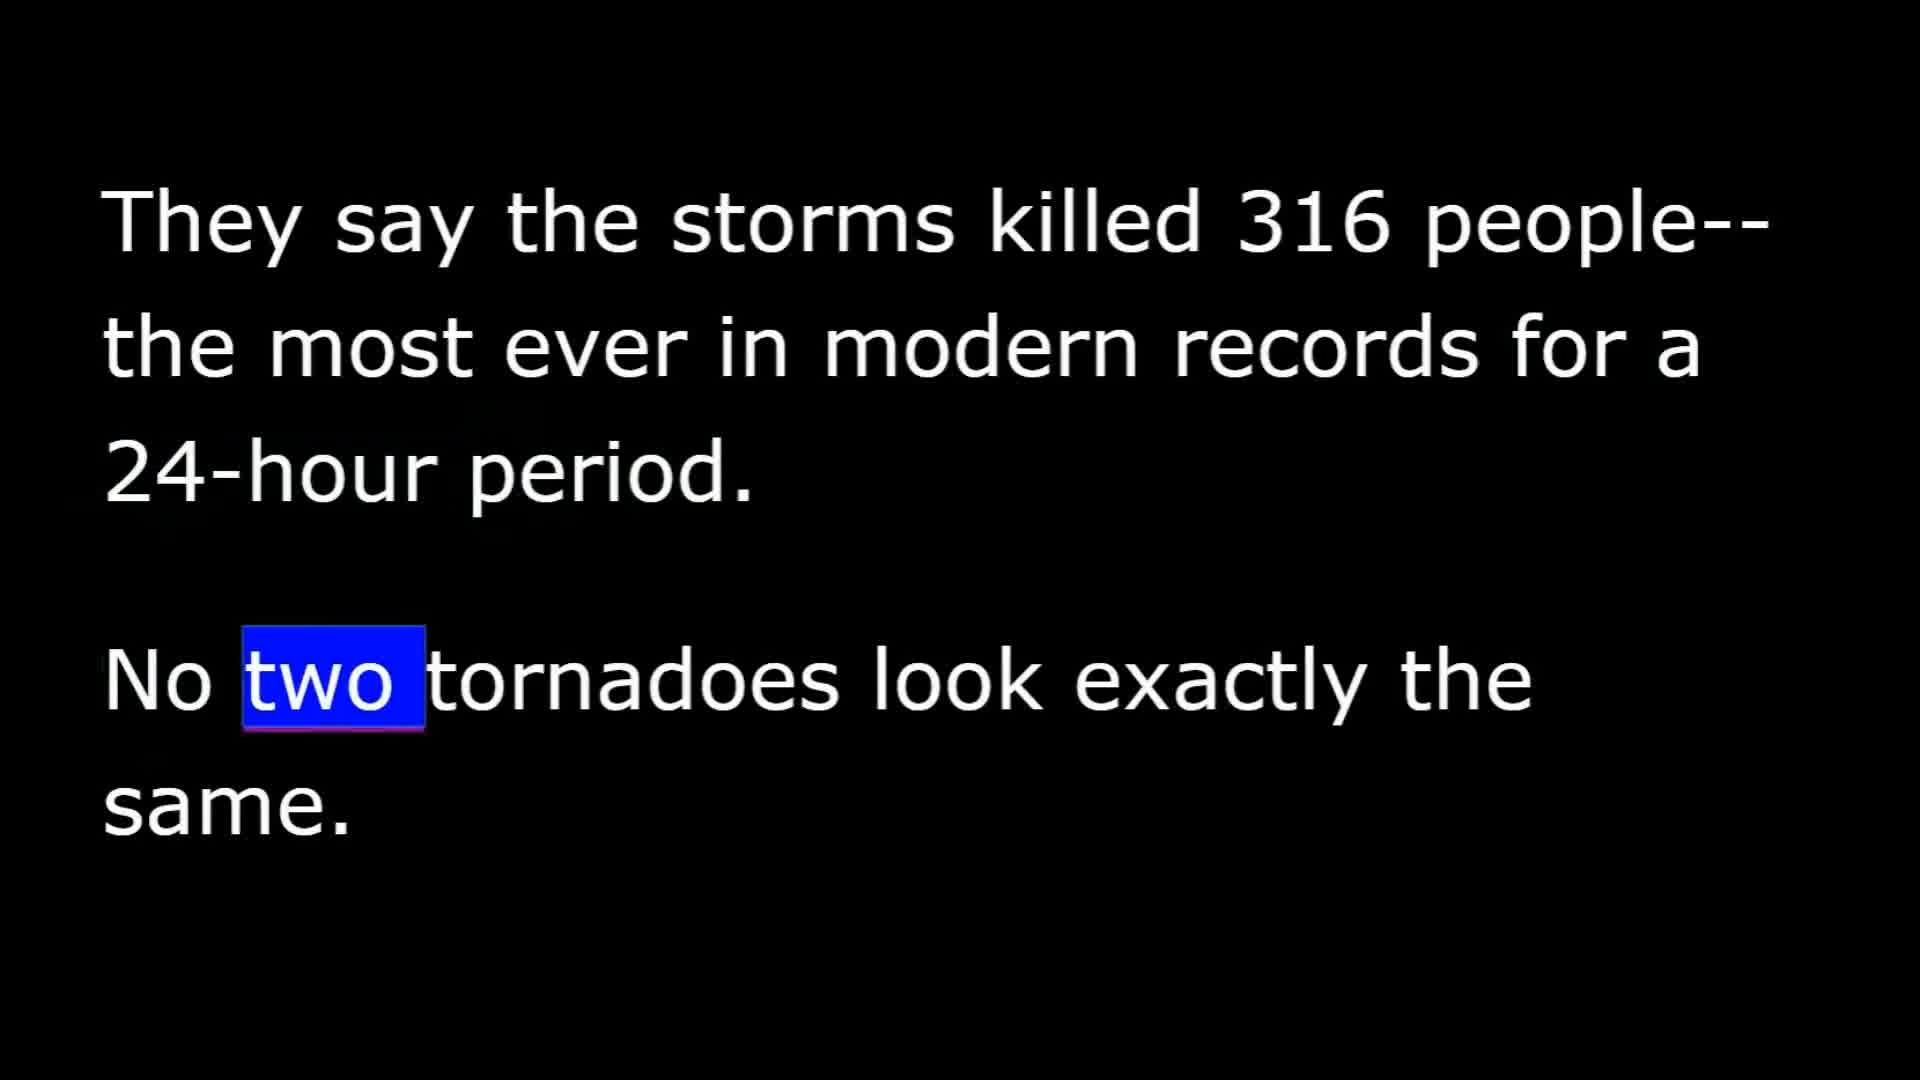 They say the storms killed 316 people--
the most ever in modern records for a
24-hour period.
No two tornadoes look exactly the
same.